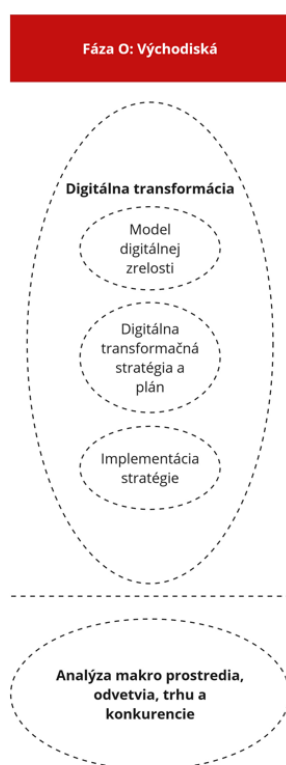 Fáza O: Východiská
Digitálna transformácia
Model
digitálnej
zrelosti
Digitálna
transformačná
stratégia a
plán
Implementácia
stratégie
Analýza makro prostredia,
odvetvia, trhu a
konkurencie